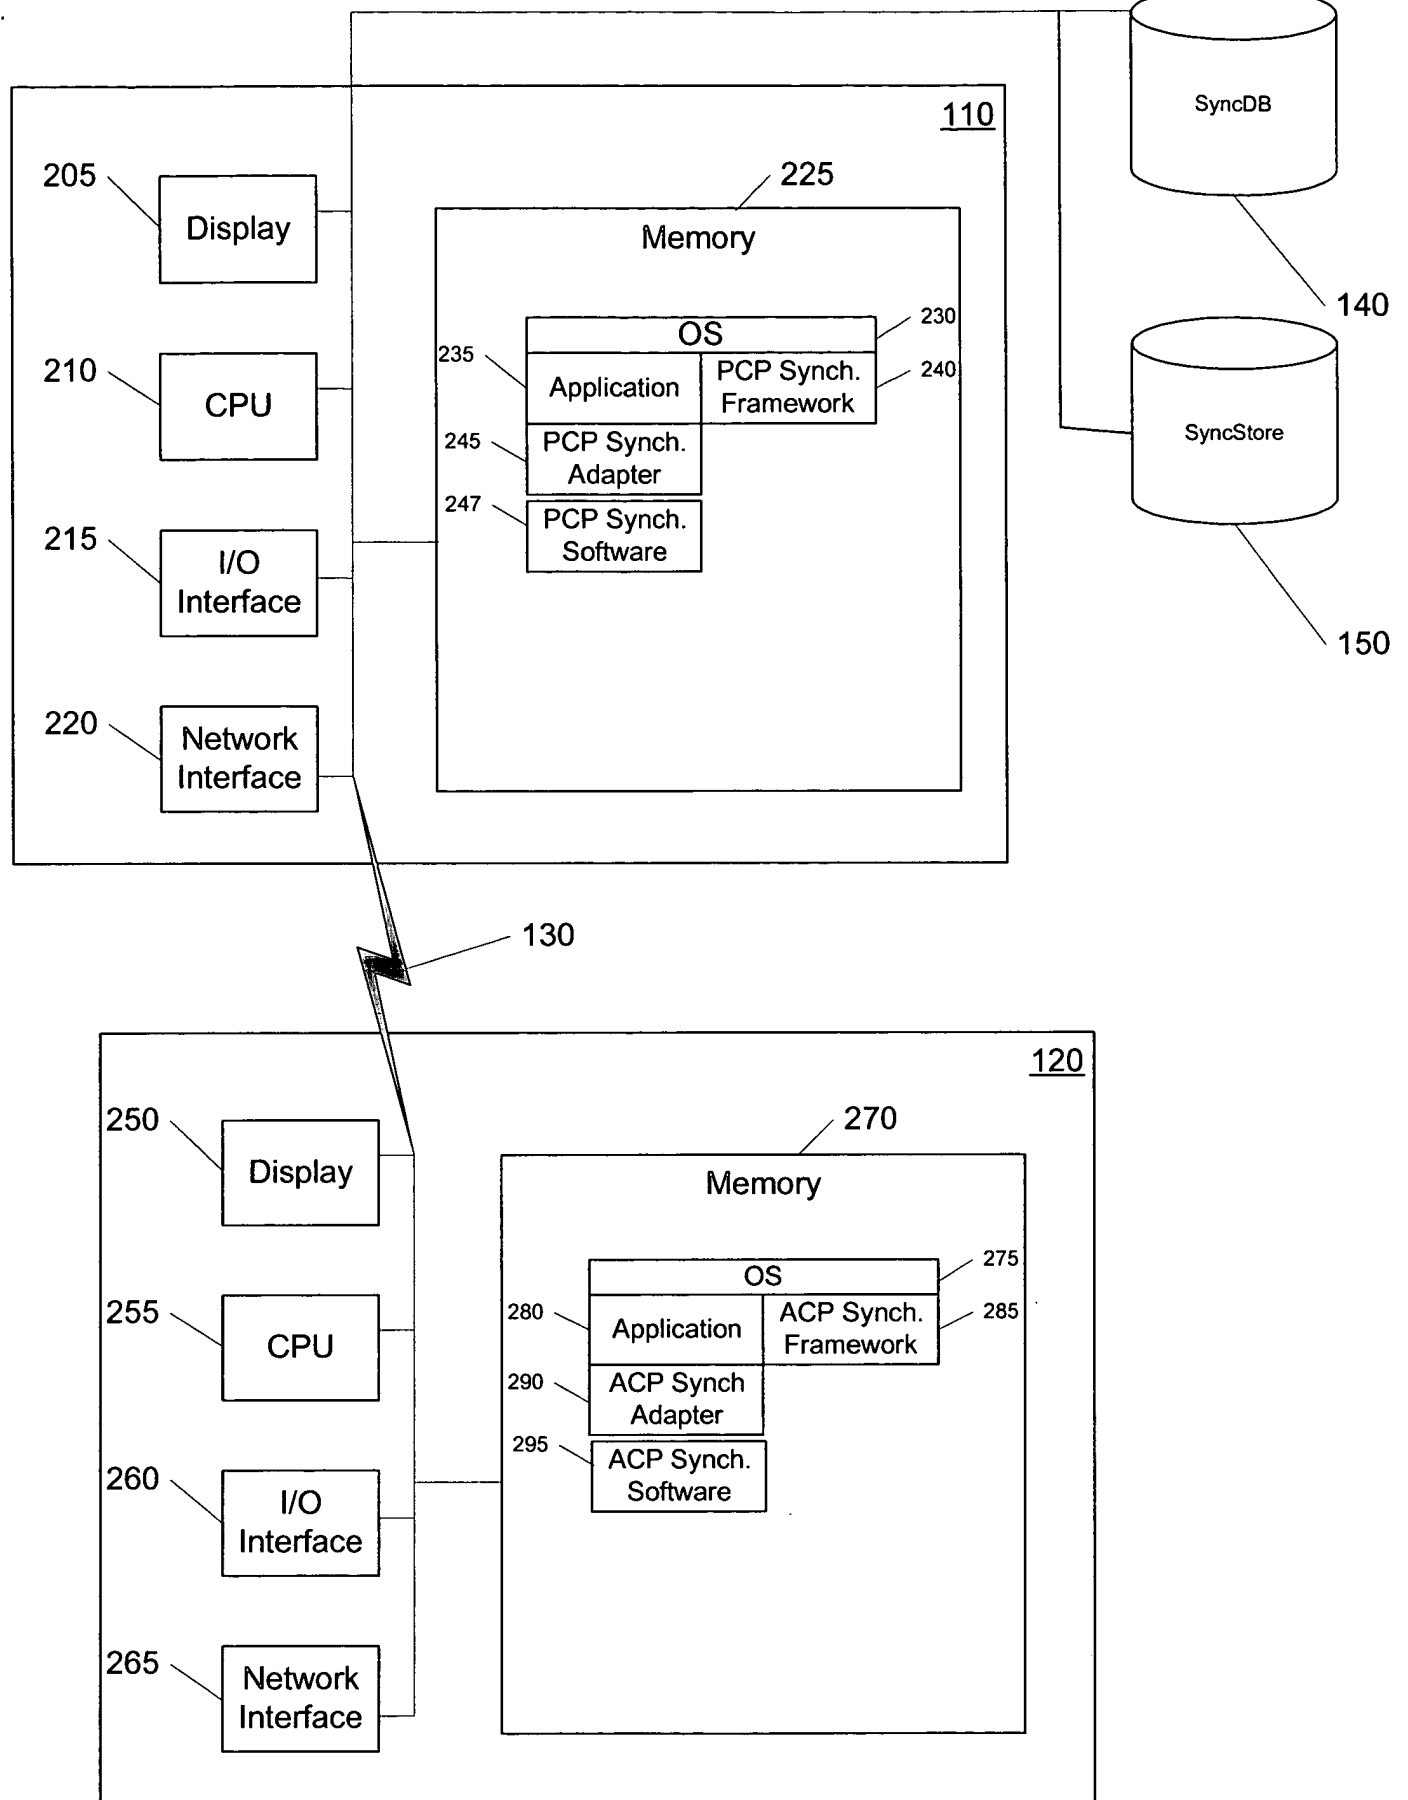 SyncDB
110
205
225
Display
Memory
140
230
OS
235
210
PCP Synch.
Framework
240
Application
CPU
SyncStore
245
PCP Synch.
Adapter
247
PCP Synch.
Software
215
I/O
Interface
150
220
Network
Interface
130
120
250
270
Display
Memory
275
OS
280
ACP Synch.
Framework
285
255
Application
CPU
290
ACP Synch
Adapter
295
ACP Synch.
Software
260
I/O
Interface
265
Network
Interface